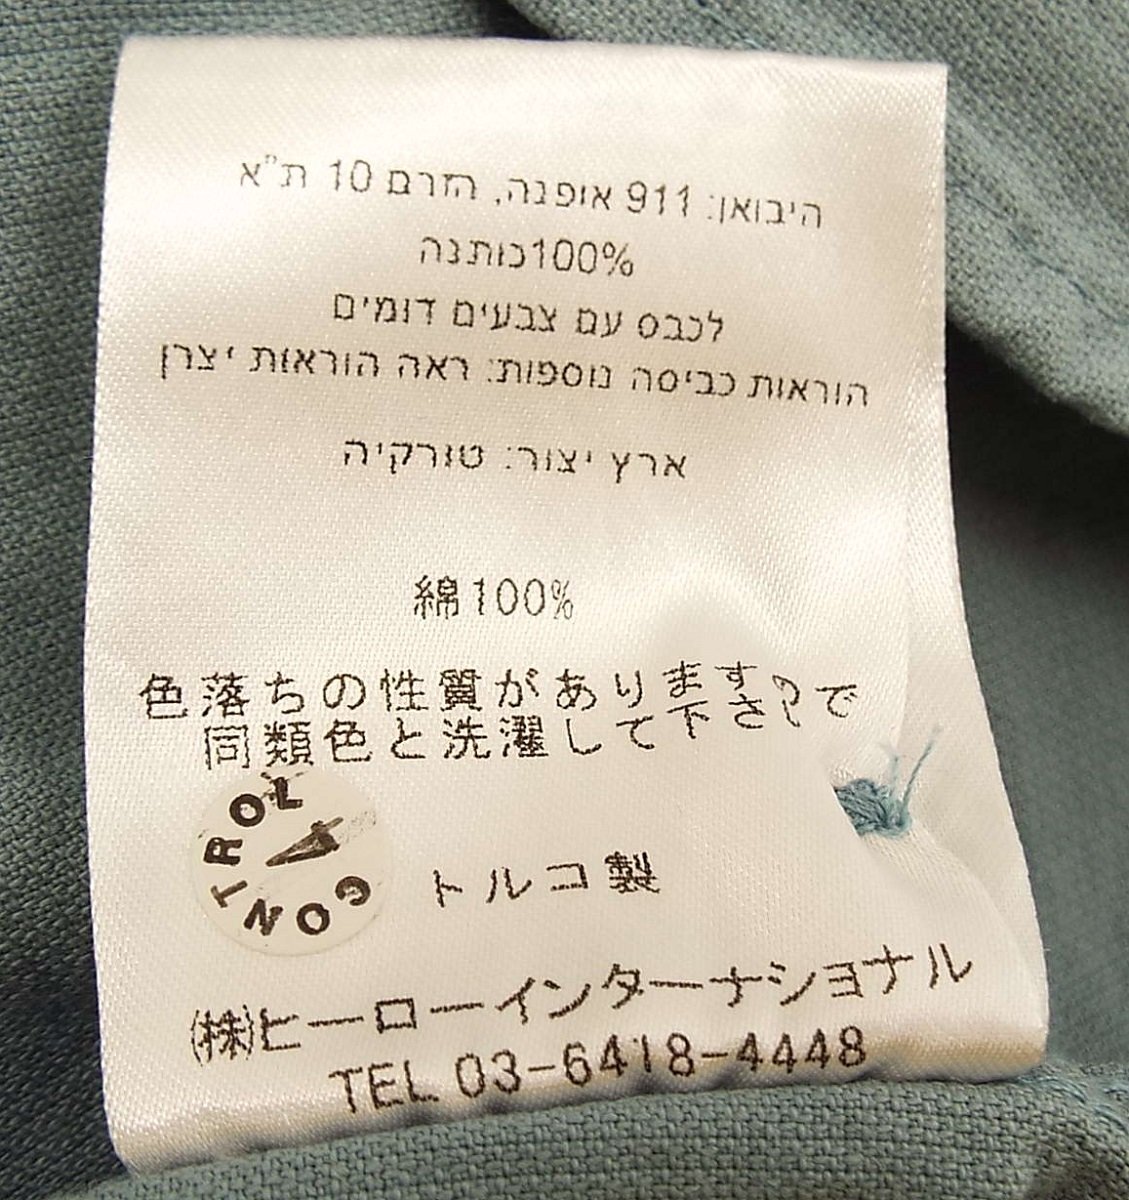 היבואן: 911 אופנה, הזרם 10 ת"א
100%כותנה
לכבס עם צבעים דומים
הוראות כביסה נוספות: ראה הוראות יצרן
ארץ יצור: טורקיה
綿100%
色落ちの性質がありますので
同類色と洗濯して下さい
CONTROL
トルコ製
㈱ヒーローインターナショナル
TEL 03-6418-4448